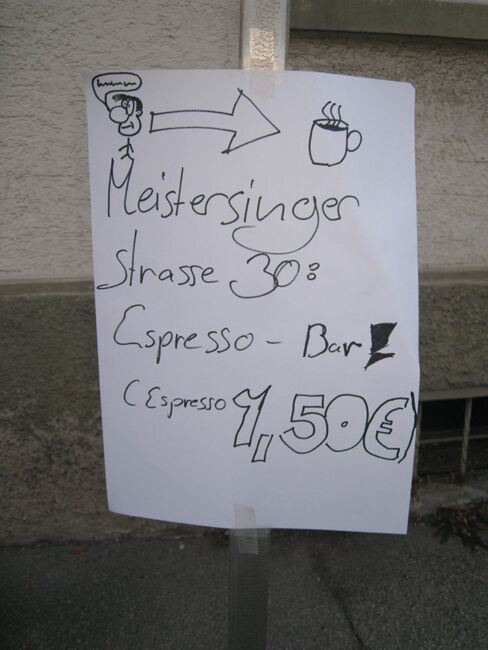 Meistersinger
Strasse 30:
Espresso - Bar!
(Espresso 1,50€)